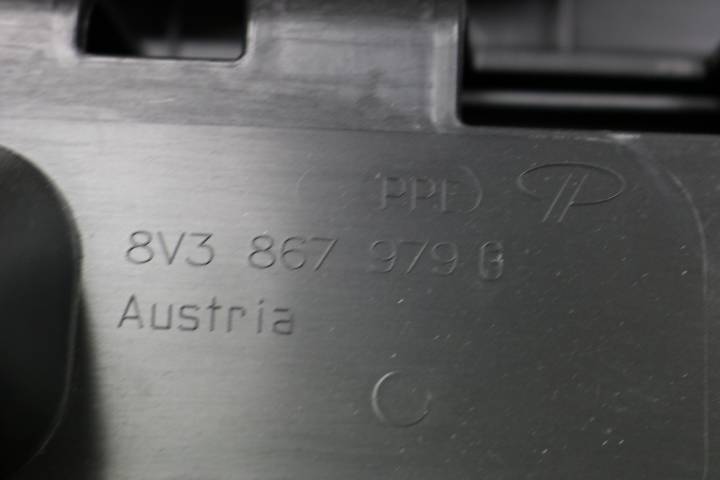 PPE)
8V3 867 979 G
Austria